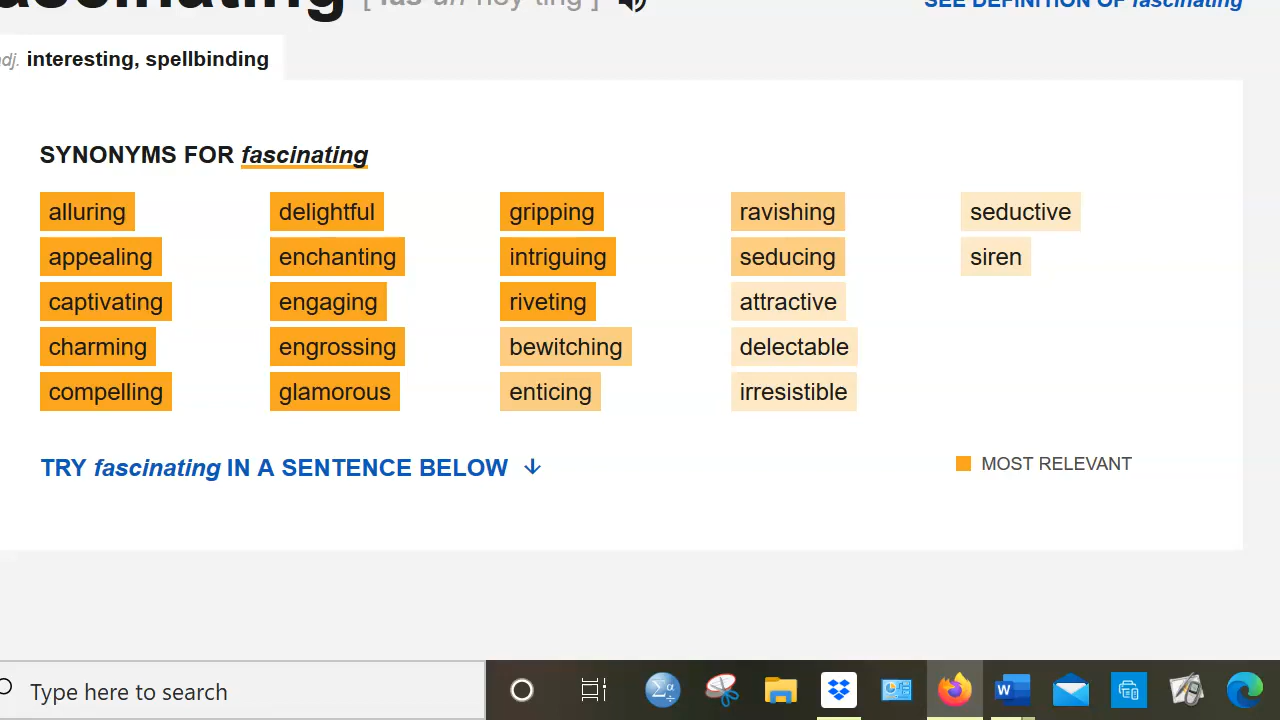 SEE DEFINITION OF fascinating
adj. interesting, spellbinding
SYNONYMS FOR fascinating
alluring delightful gripping ravishing seductive
appealing enchanting intriguing seducing siren
captivating engaging riveting attractive
charming engrossing bewitching delectable
compelling glamorous enticing irresistible
TRY fascinating IN A SENTENCE BELOW ↓
MOST RELEVANT
Type here to search